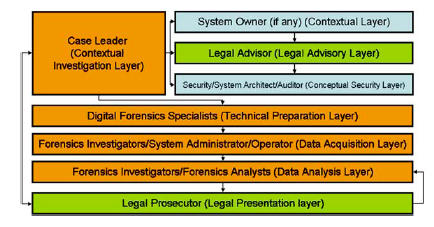 Case Leader
(Contextual
Investigation Layer)
System Owner (if any) (Contextual Layer)
Legal Advisor (Legal Advisory Layer)
Security/System Architect/Auditor (Conceptual Security Layer)
Digital Forensics Specialists (Technical Preparation Layer)
Forensics Investigators/System Administrator/Operator (Data Acquisition Layer)
Forensics Investigators/Forensics Analysts (Data Analysis Layer)
Legal Prosecutor (Legal Presentation layer)